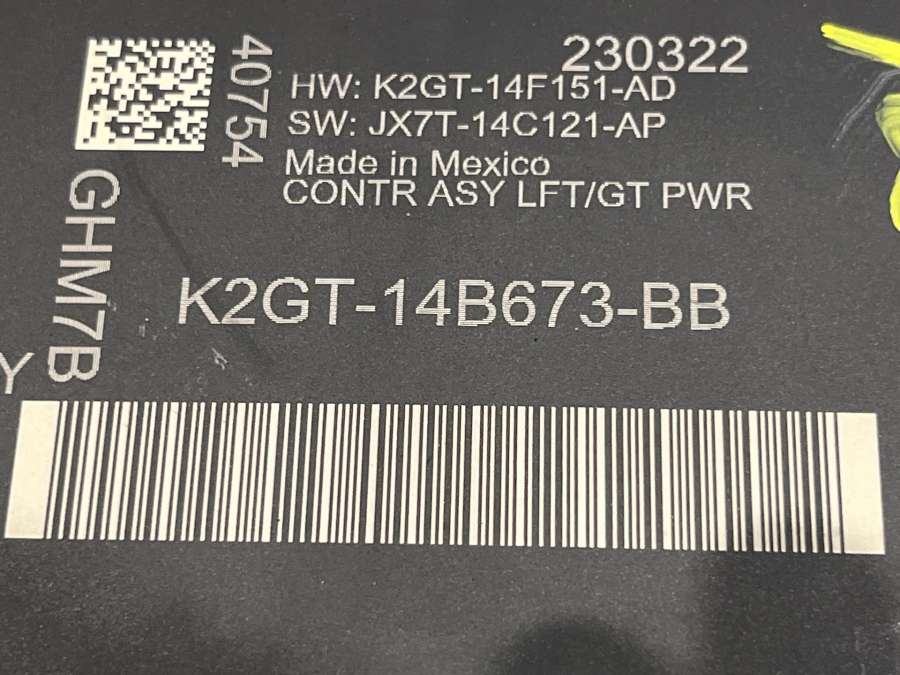 230322
HW: K2GT-14F151-AD
SW: JX7T-14C121-AP
Made in Mexico
CONTR ASY LFT/GT PWR
40754
GHM7B
K2GT-14B673-BB
Y